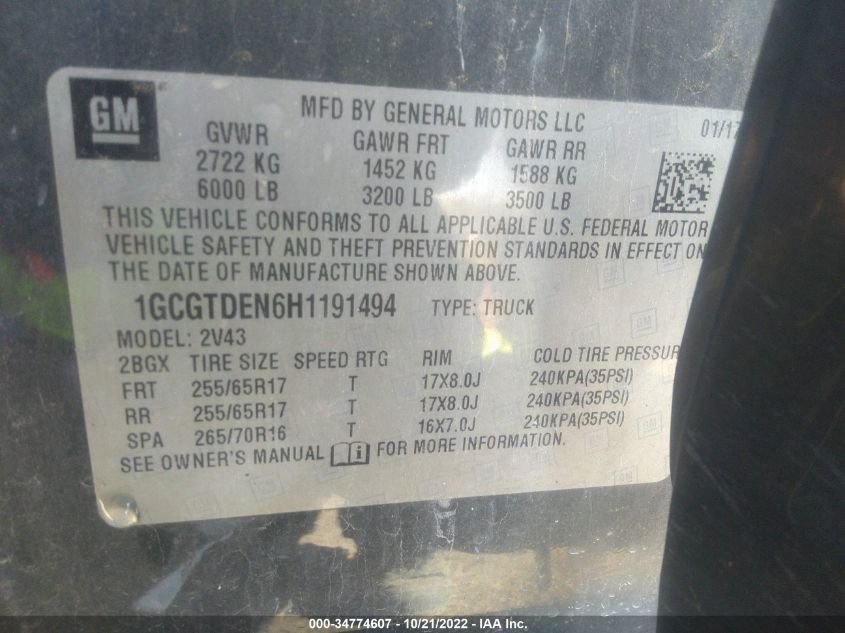 GM
MFD BY GENERAL MOTORS LLC
01/17
GVWR GAWR FRT GAWR RR
2722 KG 1452 KG 1588 KG
6000 LB 3200 LB 3500 LB
THIS VEHICLE CONFORMS TO ALL APPLICABLE U.S. FEDERAL MOTOR
VEHICLE SAFETY AND THEFT PREVENTION STANDARDS IN EFFECT ON
THE DATE OF MANUFACTURE SHOWN ABOVE.
1GCGTDEN6H1191494 TYPE: TRUCK
MODEL: 2V43
2BGX TIRE SIZE SPEED RTG RIM COLD TIRE PRESSUR
FRT 255/65R17 T 17X8.0J 240KPA(35PSI)
RR 255/65R17 T 17X8.0J 240KPA(35PSI)
SPA 265/70R16 T 16X7.0J 240KPA(35PSI)
SEE OWNER'S MANUAL FOR MORE INFORMATION.
000-34774607 - 10/21/2022 - IAA Inc.